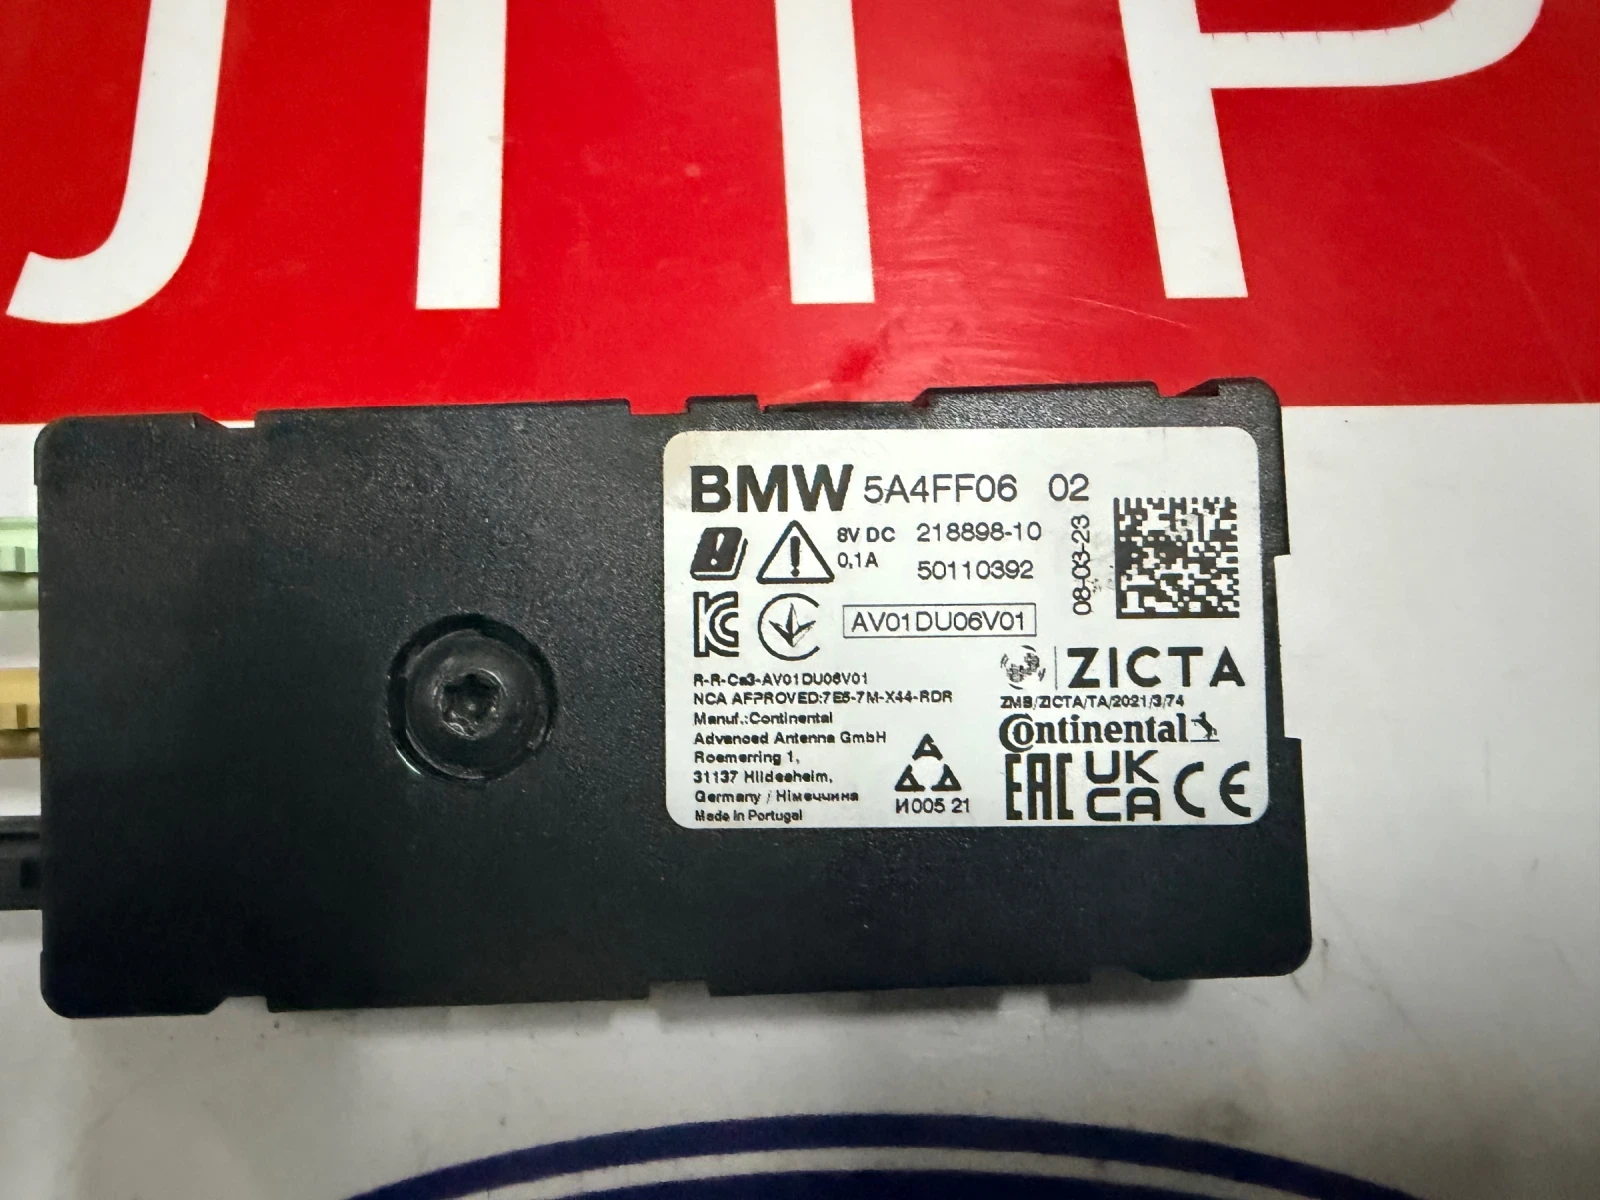 JTP
BMW 5A4FF06 02
8V DC 218898-10
0,1A 50110392
08-03-23
AV01DU06V01
ZICTA
R-R-Ca3-AV01DU06V01
NCA APPROVED:7E5-7M-X44-RDR
ZMB/ZICTA/TA/2021/3/74
Manuf.:Continental
Advanced Antenna GmbH
Roemerring 1,
31137 Hildesheim,
Germany / Німеччина
Made in Portugal
И005 21
Continental
EAC UK CA CE